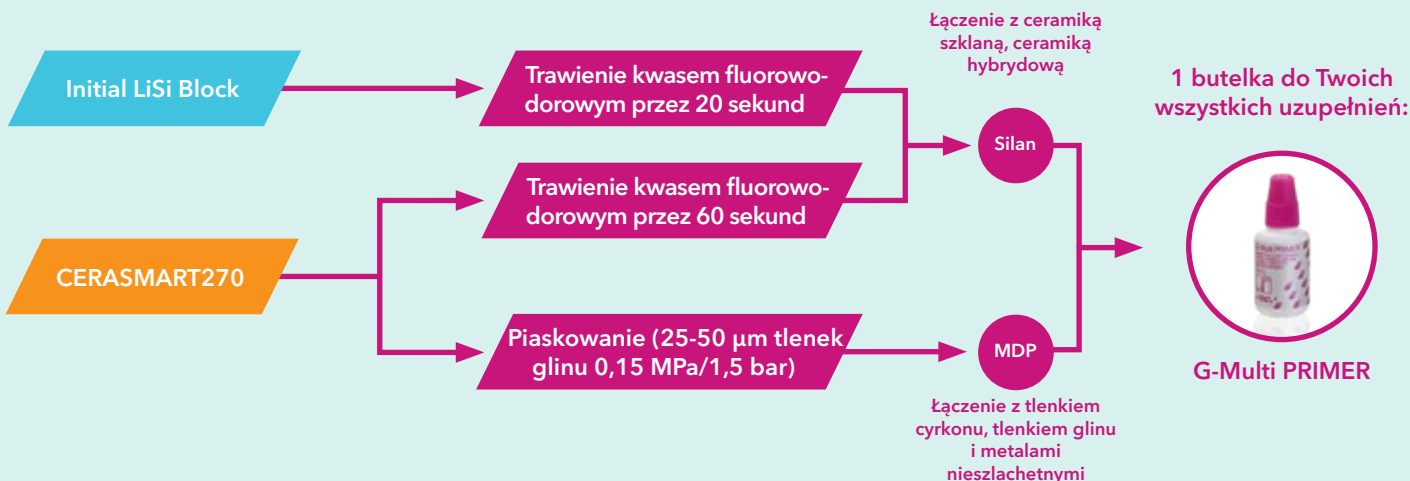 Łączenie z ceramiką
szklaną, ceramiką
hybrydową
Initial LiSi Block
Trawienie kwasem fluorowo-
dorowym przez 20 sekund
1 butelka do Twoich
wszystkich uzupełnień:
Silan
Trawienie kwasem fluorowo-
dorowym przez 60 sekund
CERASMART270
Piaskowanie (25-50 μm tlenek
glinu 0,15 MPa/1,5 bar)
MDP
G-Multi PRIMER
Łączenie z tlenkiem
cyrkonu, tlenkiem glinu
i metalami
nieszlachetnymi